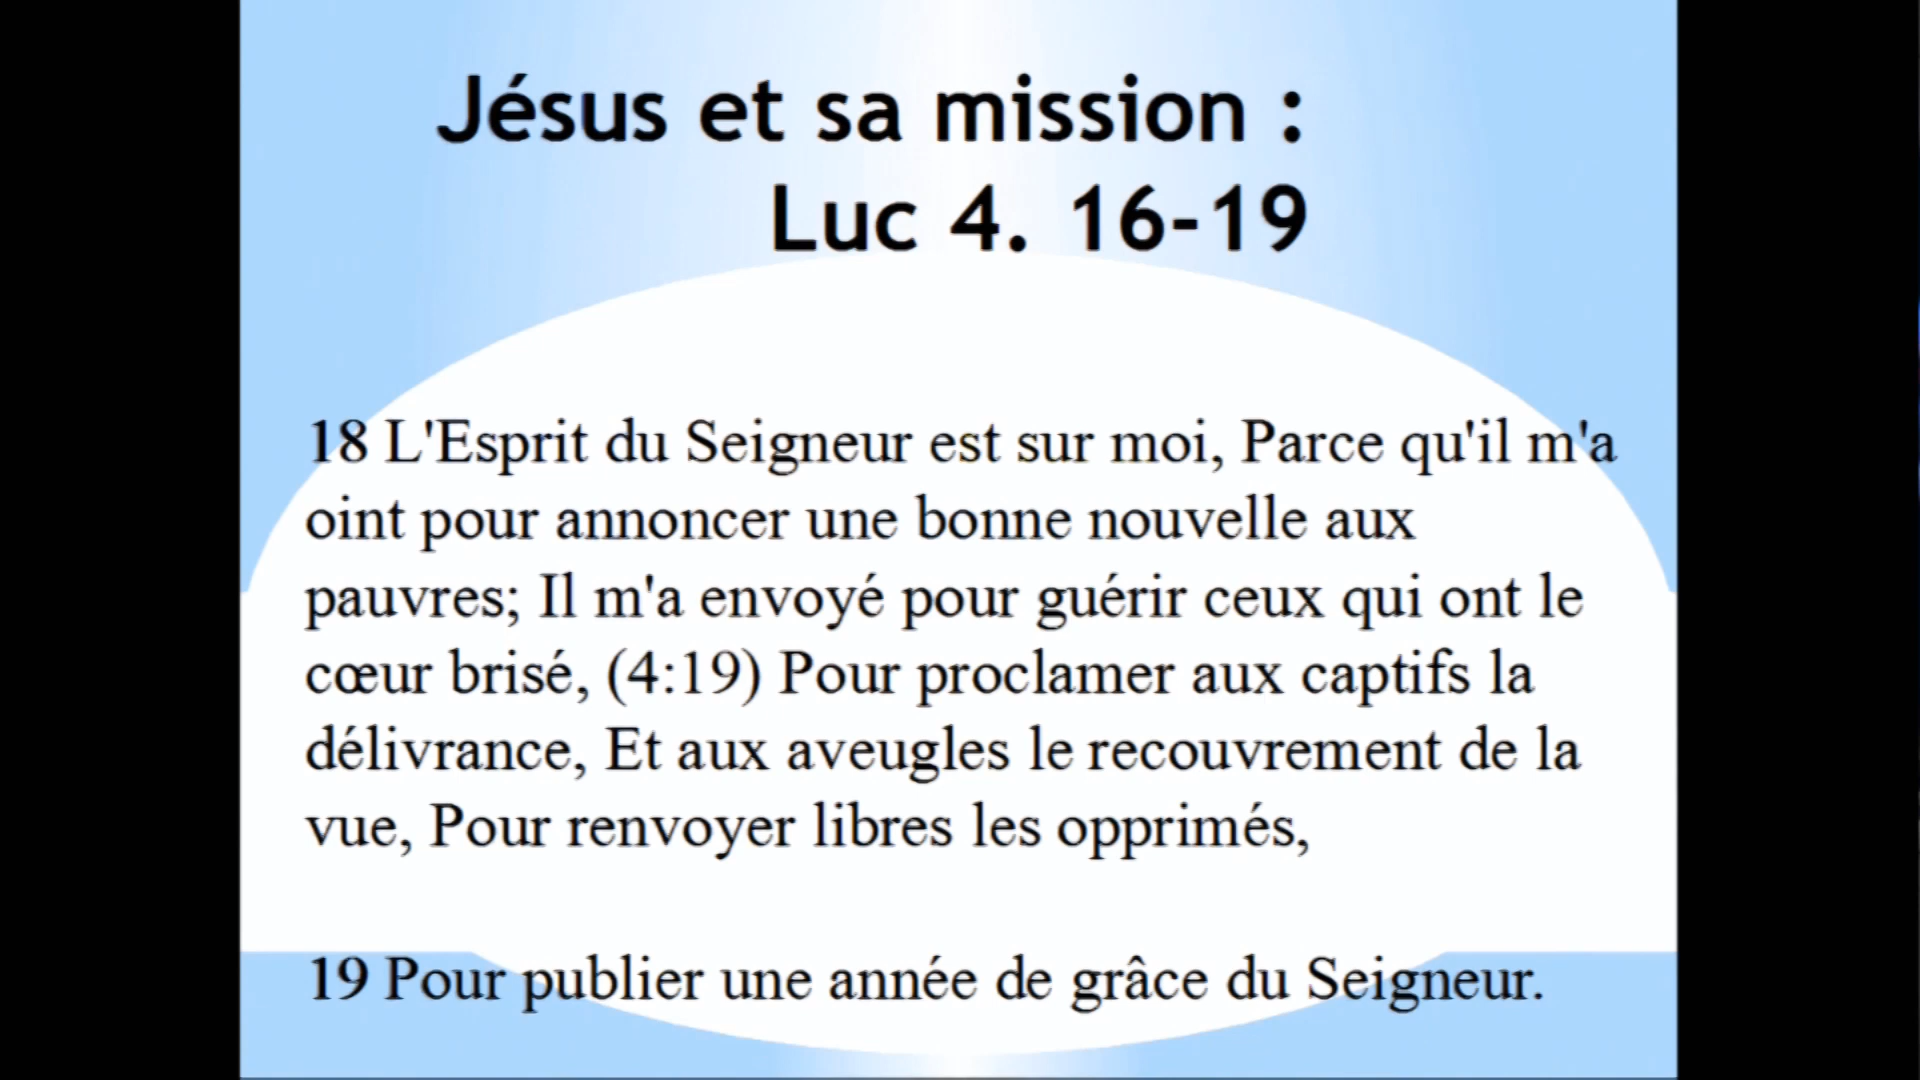 Jésus et sa mission :
Luc 4. 16-19
18 L'Esprit du Seigneur est sur moi, Parce qu'il m'a
oint pour annoncer une bonne nouvelle aux
pauvres; Il m'a envoyé pour guérir ceux qui ont le
cœur brisé, (4:19) Pour proclamer aux captifs la
délivrance, Et aux aveugles le recouvrement de la
vue, Pour renvoyer libres les opprimés,
19 Pour publier une année de grâce du Seigneur.